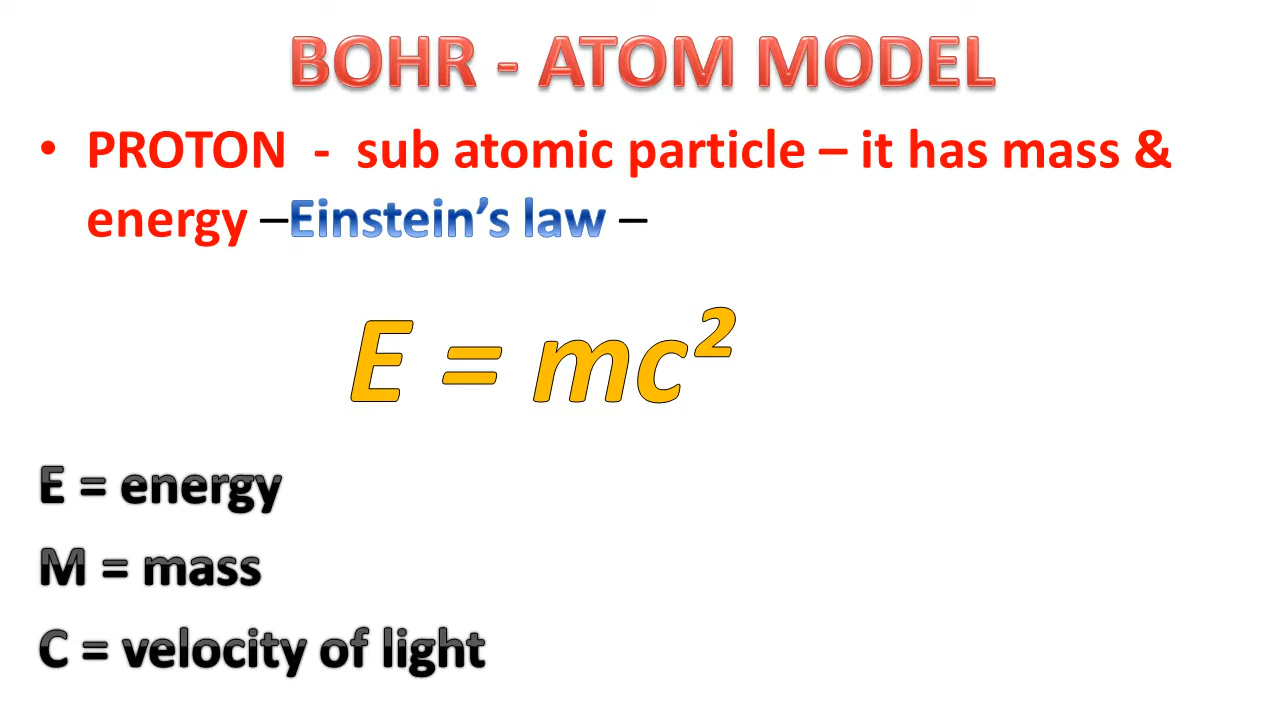 BOHR - ATOM MODEL
• PROTON - sub atomic particle – it has mass &
energy –Einstein’s law –
E = mc²
E = energy
M = mass
C = velocity of light